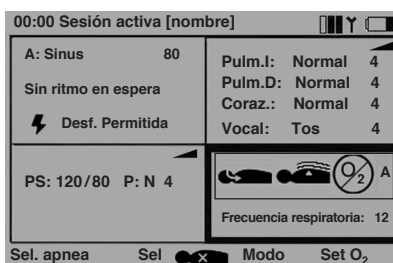 00:00 Sesión activa [nombre]
A: Sinus 80
Sin ritmo en espera
Desf. Permitida
Pulm.I: Normal 4
Pulm.D: Normal 4
Coraz.: Normal 4
Vocal: Tos 4
PS: 120/80 P: N 4
O2 A
Frecuencia respiratoria: 12
Sel. apnea Sel Modo Set O2